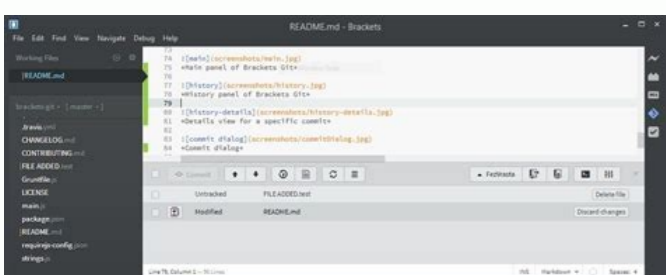 README.md - Brackets
File Edit Find View Navigate Debug Help
Working Files
README.md
brackets-git - [ master ]
.travis.yml
CHANGELOG.md
CONTRIBUTING.md
FILE ADDED.test
Gruntfile.js
LICENSE
main.js
package.json
README.md
requirejs-config.json
strings.js
73
74 ![main](screenshots/main.jpg)
75 *Main panel of Brackets Git*
76
77 ![history](screenshots/history.jpg)
78 *History panel of Brackets Git*
79
80 ![history-details](screenshots/history-details.jpg)
81 *Details view for a specific commit*
82
83 ![commit dialog](screenshots/commitDialog.jpg)
84 *Commit dialog*
Commit
FezVrasta
Untracked FILE ADDED.test Delete file
Modified README.md Discard changes
Line 79, Column 1 — 90 Lines
INS Markdown Spaces: 4